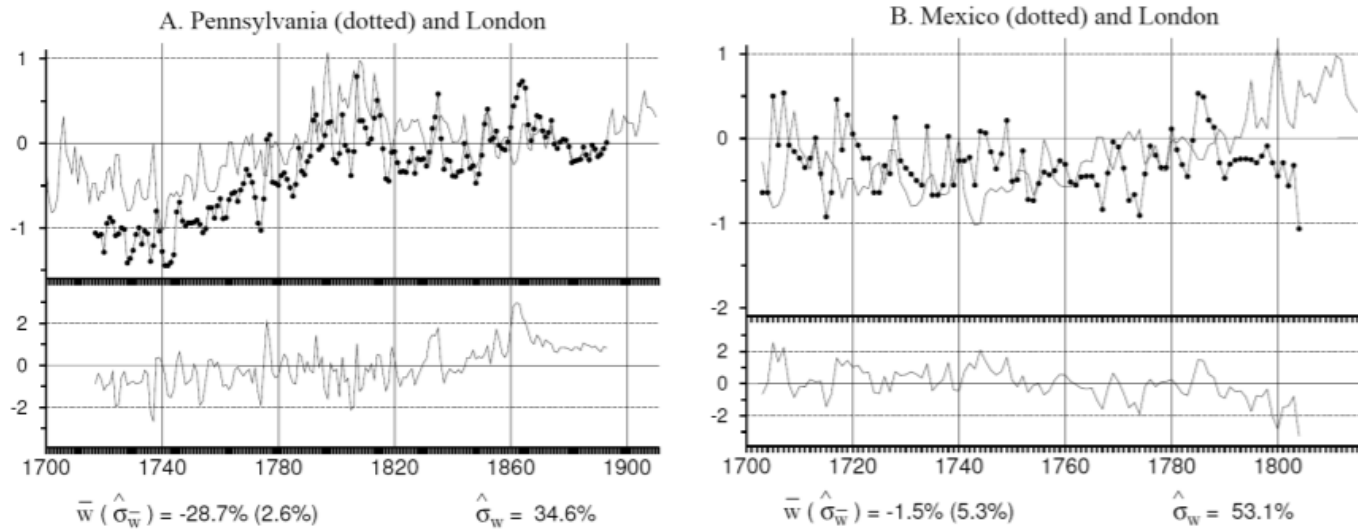 A. Pennsylvania (dotted) and London
1
0
-1
2
0
-2
1700 1740 1780 1820 1860 1900
w̄ ( σ̂w̄ ) = -28.7% (2.6%) σ̂w = 34.6%
B. Mexico (dotted) and London
1
0
-1
-2
2
0
-2
1700 1720 1740 1760 1780 1800
w̄ ( σ̂w̄ ) = -1.5% (5.3%) σ̂w = 53.1%